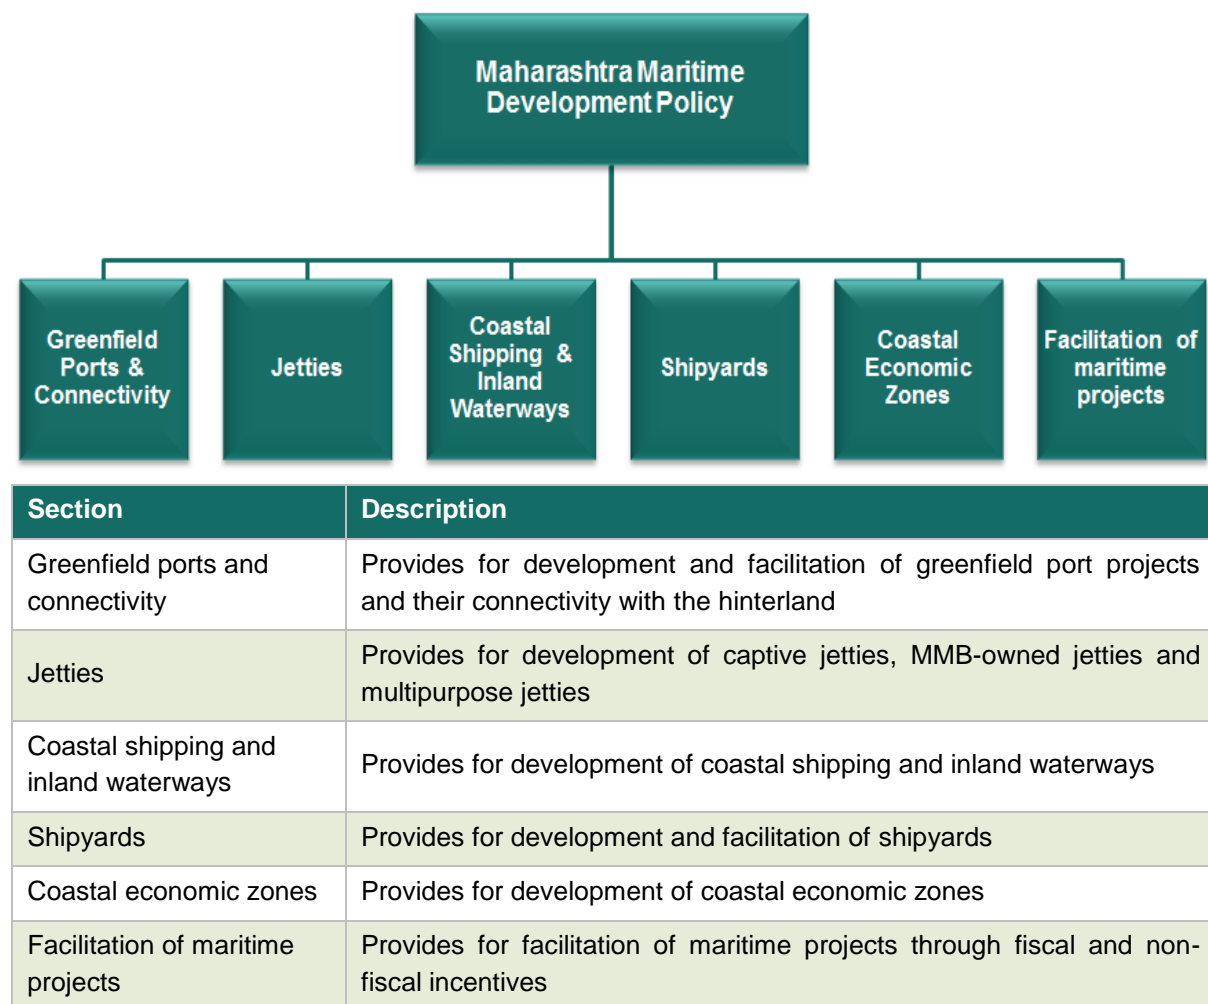 Maharashtra Maritime
Development Policy
Greenfield
Ports &
Connectivity
Jetties
Coastal
Shipping &
Inland
Waterways
Shipyards
Coastal
Economic
Zones
Facilitation of
maritime
projects
Section
Description
Greenfield ports and
connectivity
Provides for development and facilitation of greenfield port projects
and their connectivity with the hinterland
Jetties
Provides for development of captive jetties, MMB-owned jetties and
multipurpose jetties
Coastal shipping and
inland waterways
Provides for development of coastal shipping and inland waterways
Shipyards
Provides for development and facilitation of shipyards
Coastal economic zones
Provides for development of coastal economic zones
Facilitation of maritime
projects
Provides for facilitation of maritime projects through fiscal and non-
fiscal incentives